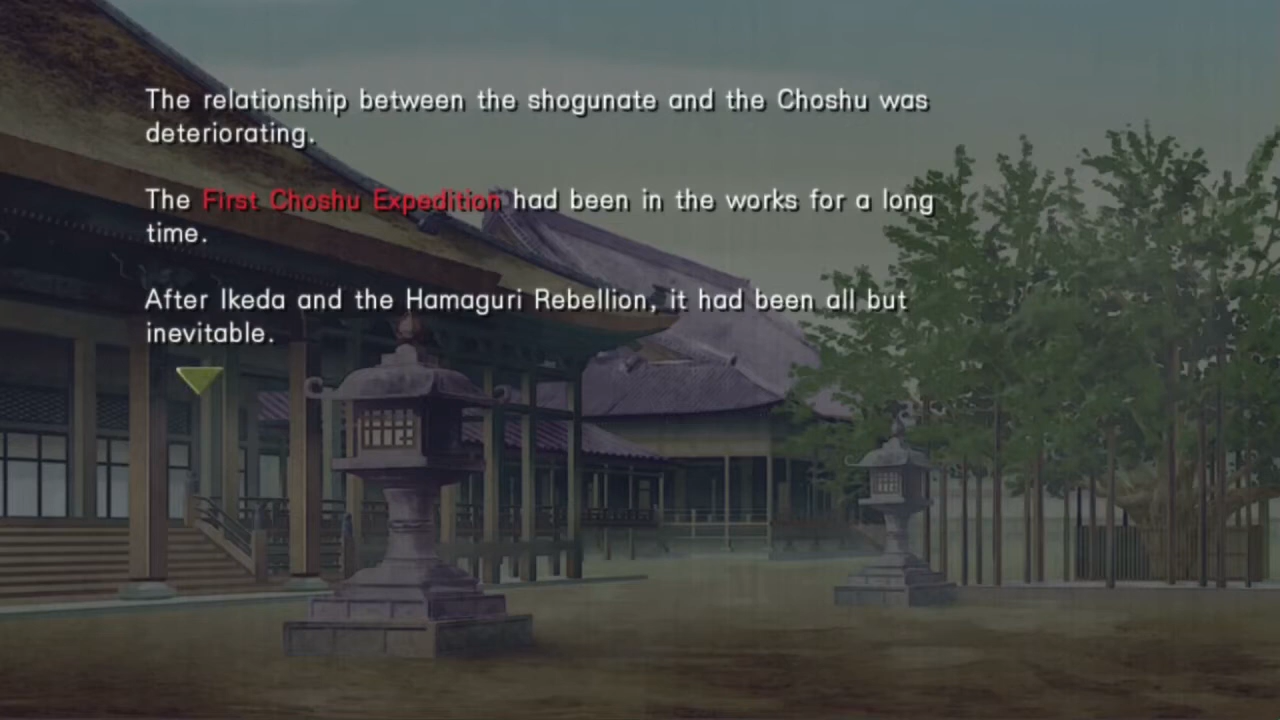 The relationship between the shogunate and the Choshu was
deteriorating.
The First Choshu Expedition had been in the works for a long
time.
After Ikeda and the Hamaguri Rebellion, it had been all but
inevitable.